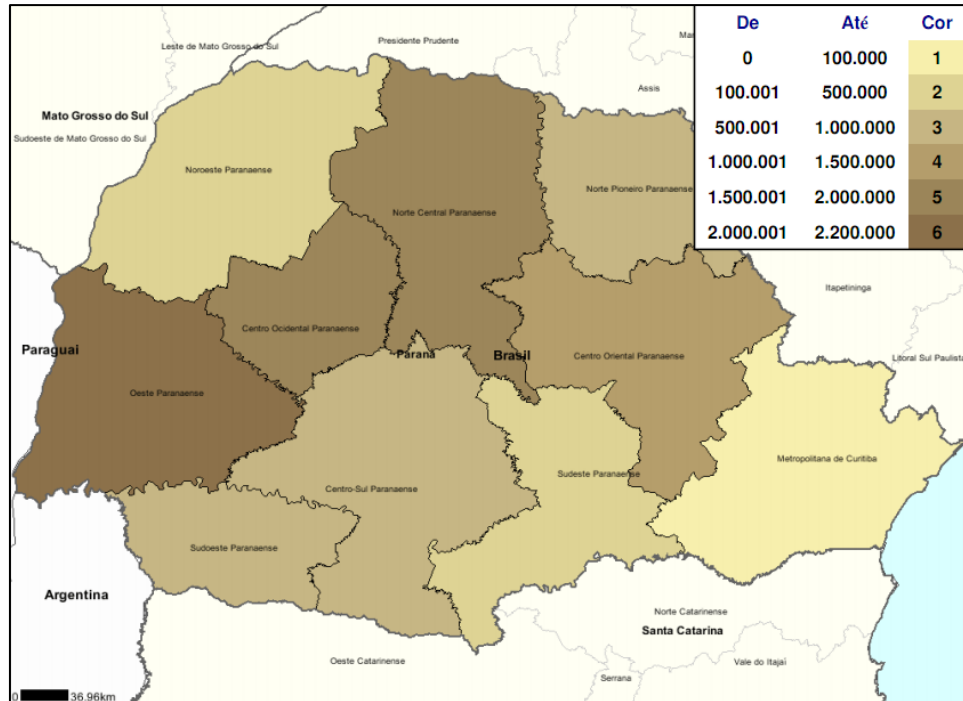 De Até Cor
0 100.000 1
100.001 500.000 2
500.001 1.000.000 3
1.000.001 1.500.000 4
1.500.001 2.000.000 5
2.000.001 2.200.000 6
Presidente Prudente
Leste de Mato Grosso do Sul
Assis
Mato Grosso do Sul
Sudoeste de Mato Grosso do Sul
Noroeste Paranaense
Norte Pioneiro Paranaense
Norte Central Paranaense
Itapetininga
Centro Ocidental Paranaense
Paraguai
Paraná
Brasil
Centro Oriental Paranaense
Litoral Sul Paulista
Oeste Paranaense
Metropolitana de Curitiba
Sudeste Paranaense
Centro-Sul Paranaense
Sudoeste Paranaense
Argentina
Norte Catarinense
Santa Catarina
Oeste Catarinense
Vale do Itajaí
Serrana
0 36.96km